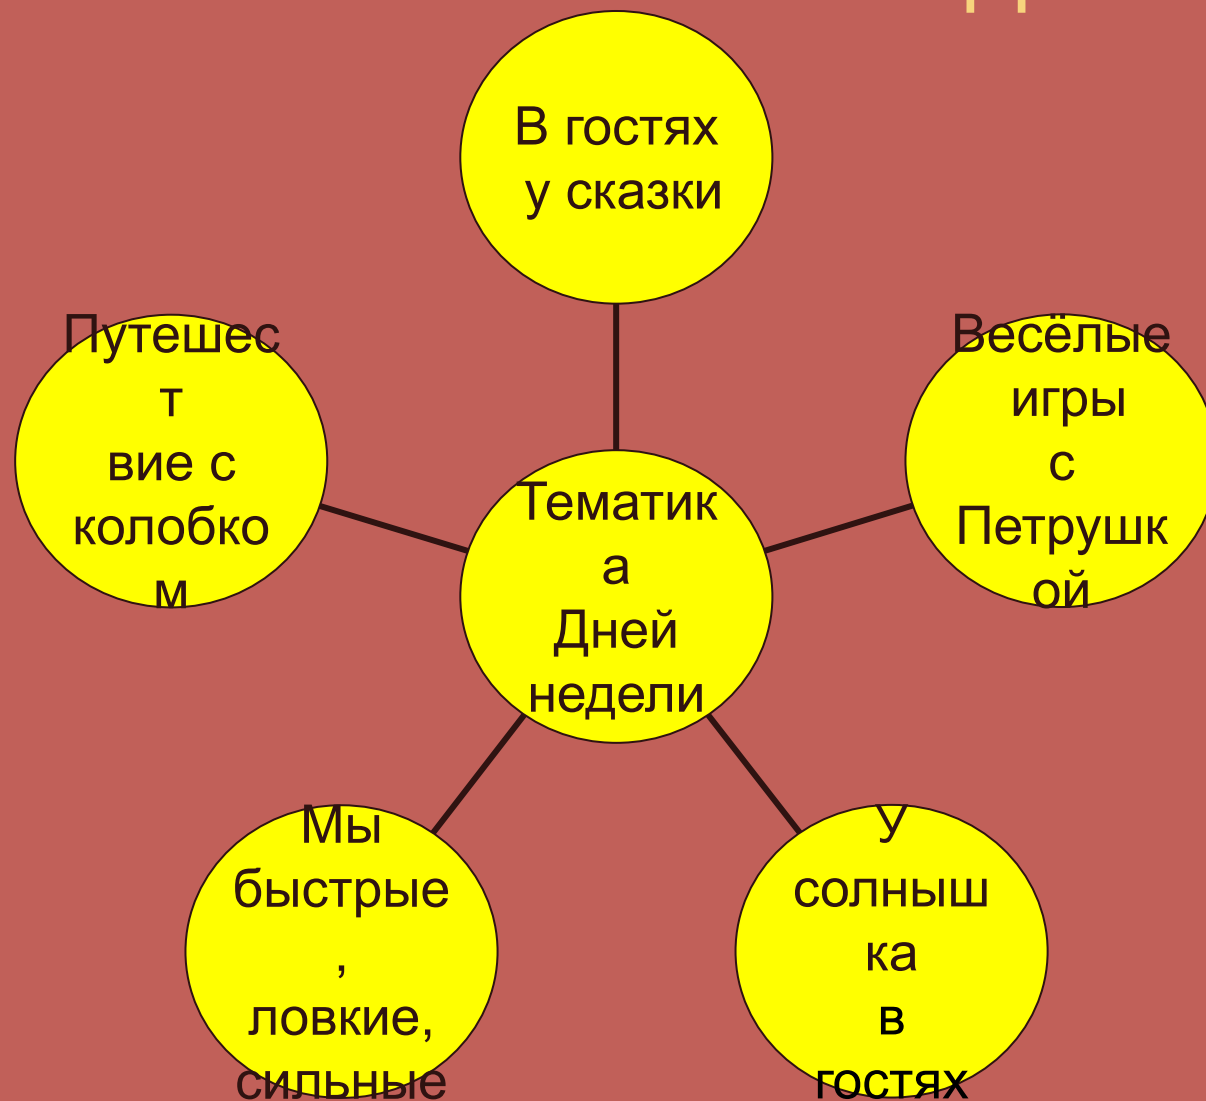 В гостях
у сказки
Путешес
т
вие с
колобко
м
Весёлые
игры
с
Петрушк
ой
Тематик
а
Дней
недели
Мы
быстрые
,
ловкие,
сильные
У
солныш
ка
в
гостях